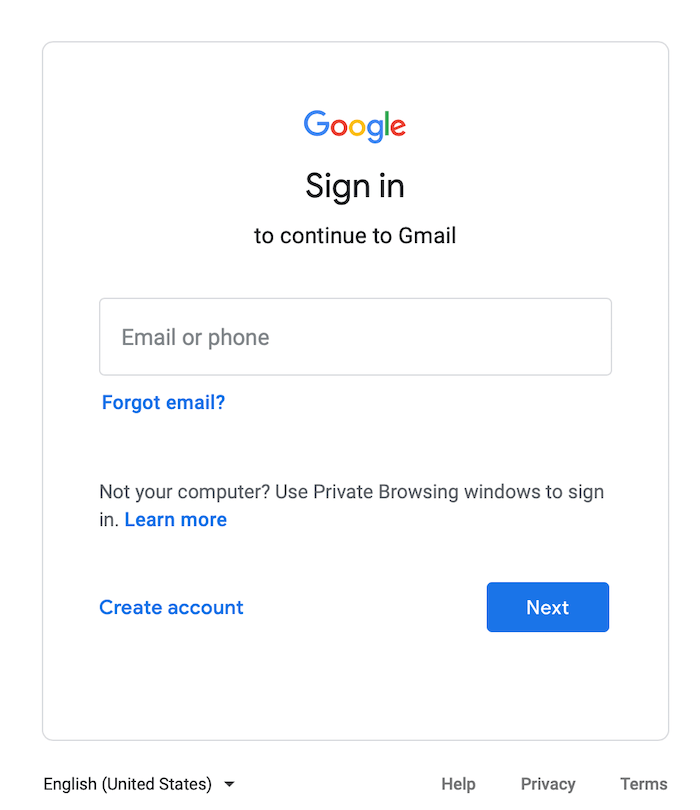 Google
Sign in
to continue to Gmail
Email or phone
Forgot email?
Not your computer? Use Private Browsing windows to sign
in. Learn more
Create account Next
English (United States) Help Privacy Terms